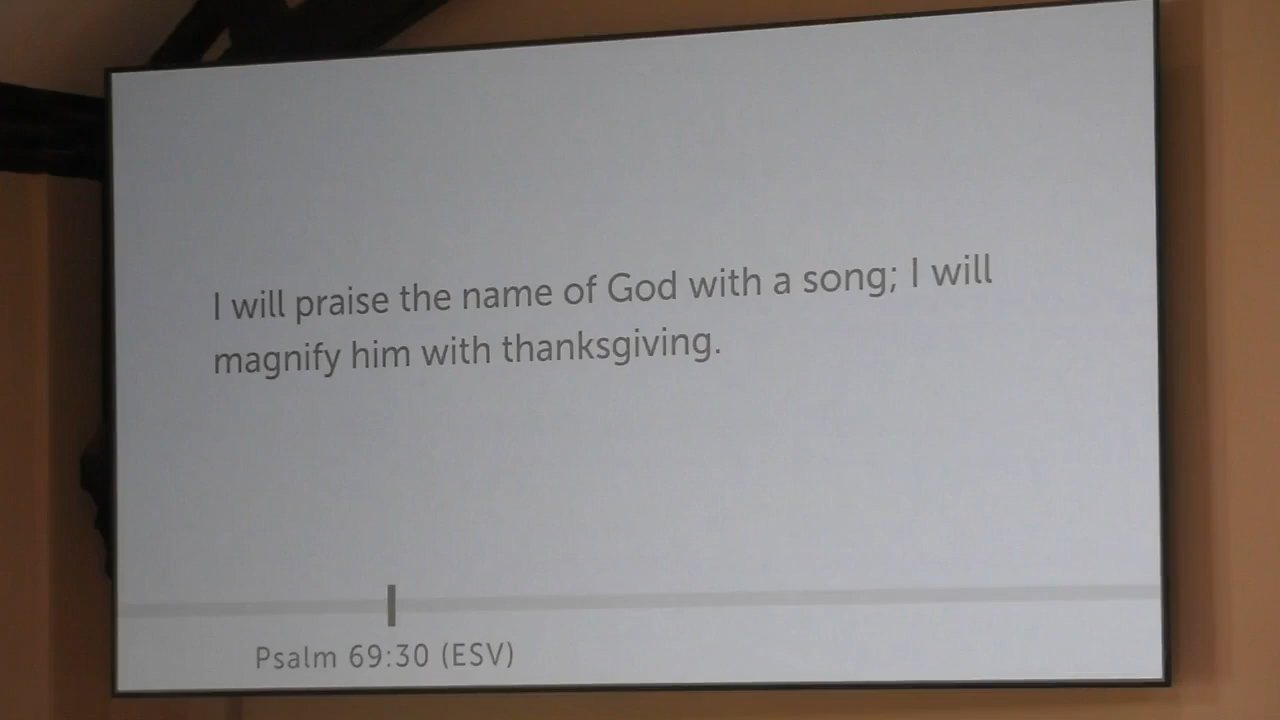 I will praise the name of God with a song; I will
magnify him with thanksgiving.
Psalm 69:30 (ESV)